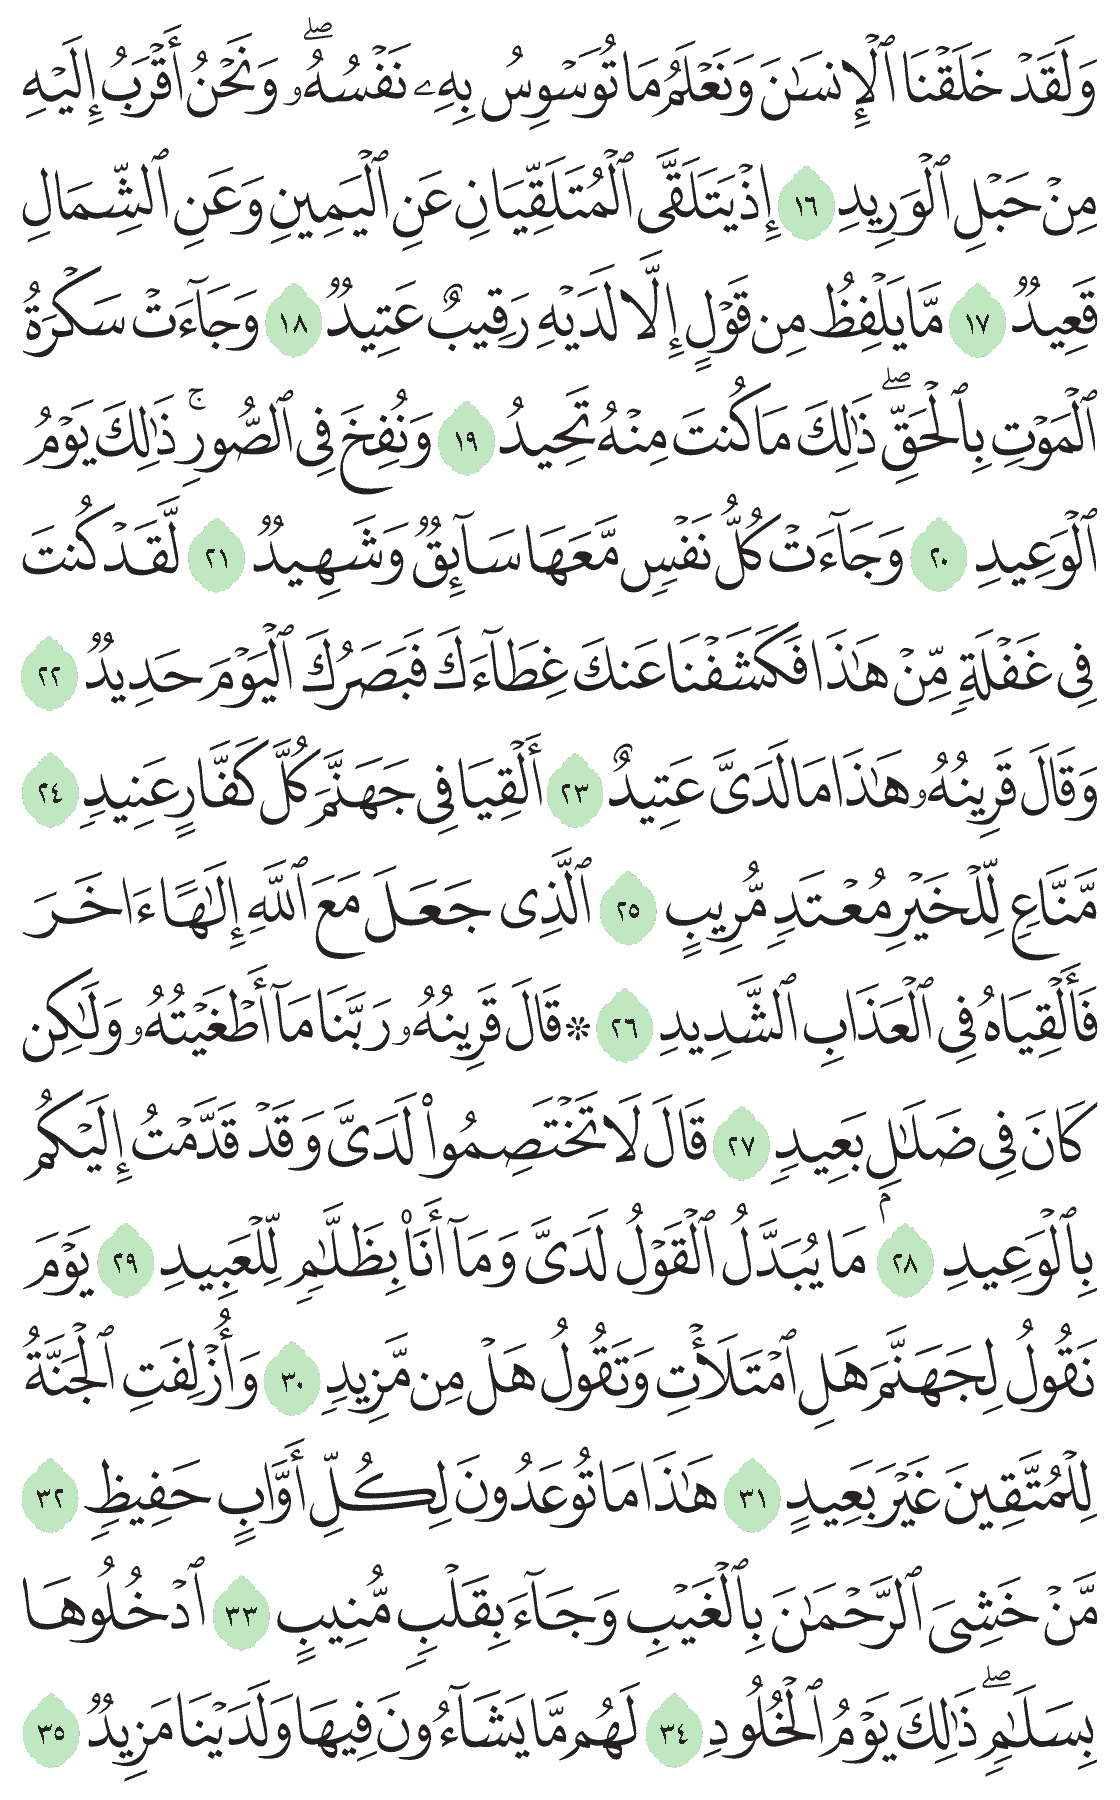 وَلَقَدۡ خَلَقۡنَا ٱلۡإِنسَٰنَ وَنَعۡلَمُ مَا تُوَسۡوِسُ بِهِۦ نَفۡسُهُۥۖ وَنَحۡنُ أَقۡرَبُ إِلَيۡهِ
مِنۡ حَبۡلِ ٱلۡوَرِيدِ ١٦ إِذۡ يَتَلَقَّى ٱلۡمُتَلَقِّيَانِ عَنِ ٱلۡيَمِينِ وَعَنِ ٱلشِّمَالِ
قَعِيدٞ ١٧ مَّا يَلۡفِظُ مِن قَوۡلٍ إِلَّا لَدَيۡهِ رَقِيبٌ عَتِيدٞ ١٨ وَجَآءَتۡ سَكۡرَةُ
ٱلۡمَوۡتِ بِٱلۡحَقِّۖ ذَٰلِكَ مَا كُنتَ مِنۡهُ تَحِيدُ ١٩ وَنُفِخَ فِي ٱلصُّورِۚ ذَٰلِكَ يَوۡمُ
ٱلۡوَعِيدِ ٢٠ وَجَآءَتۡ كُلُّ نَفۡسٖ مَّعَهَا سَآئِقٞ وَشَهِيدٞ ٢١ لَّقَدۡ كُنتَ
فِي غَفۡلَةٖ مِّنۡ هَٰذَا فَكَشَفۡنَا عَنكَ غِطَآءَكَ فَبَصَرُكَ ٱلۡيَوۡمَ حَدِيدٞ ٢٢
وَقَالَ قَرِينُهُۥ هَٰذَا مَا لَدَيَّ عَتِيدٌ ٢٣ أَلۡقِيَا فِي جَهَنَّمَ كُلَّ كَفَّارٍ عَنِيدٖ ٢٤
مَّنَّاعٖ لِّلۡخَيۡرِ مُعۡتَدٖ مُّرِيبٍ ٢٥ ٱلَّذِي جَعَلَ مَعَ ٱللَّهِ إِلَٰهًا ءَاخَرَ
فَأَلۡقِيَاهُ فِي ٱلۡعَذَابِ ٱلشَّدِيدِ ٢٦ ۞ قَالَ قَرِينُهُۥ رَبَّنَا مَآ أَطۡغَيۡتُهُۥ وَلَٰكِن
كَانَ فِي ضَلَٰلِۭ بَعِيدٖ ٢٧ قَالَ لَا تَخۡتَصِمُواْ لَدَيَّ وَقَدۡ قَدَّمۡتُ إِلَيۡكُم
بِٱلۡوَعِيدِ ٢٨ مَا يُبَدَّلُ ٱلۡقَوۡلُ لَدَيَّ وَمَآ أَنَا۠ بِظَلَّٰمٖ لِّلۡعَبِيدِ ٢٩ يَوۡمَ
نَقُولُ لِجَهَنَّمَ هَلِ ٱمۡتَلَأۡتِ وَتَقُولُ هَلۡ مِن مَّزِيدٖ ٣٠ وَأُزۡلِفَتِ ٱلۡجَنَّةُ
لِلۡمُتَّقِينَ غَيۡرَ بَعِيدٍ ٣١ هَٰذَا مَا تُوعَدُونَ لِكُلِّ أَوَّابٍ حَفِيظٖ ٣٢
مَّنۡ خَشِيَ ٱلرَّحۡمَٰنَ بِٱلۡغَيۡبِ وَجَآءَ بِقَلۡبٖ مُّنِيبٍ ٣٣ ٱدۡخُلُوهَا
بِسَلَٰمٖۖ ذَٰلِكَ يَوۡمُ ٱلۡخُلُودِ ٣٤ لَهُم مَّا يَشَآءُونَ فِيهَا وَلَدَيۡنَا مَزِيدٞ ٣٥